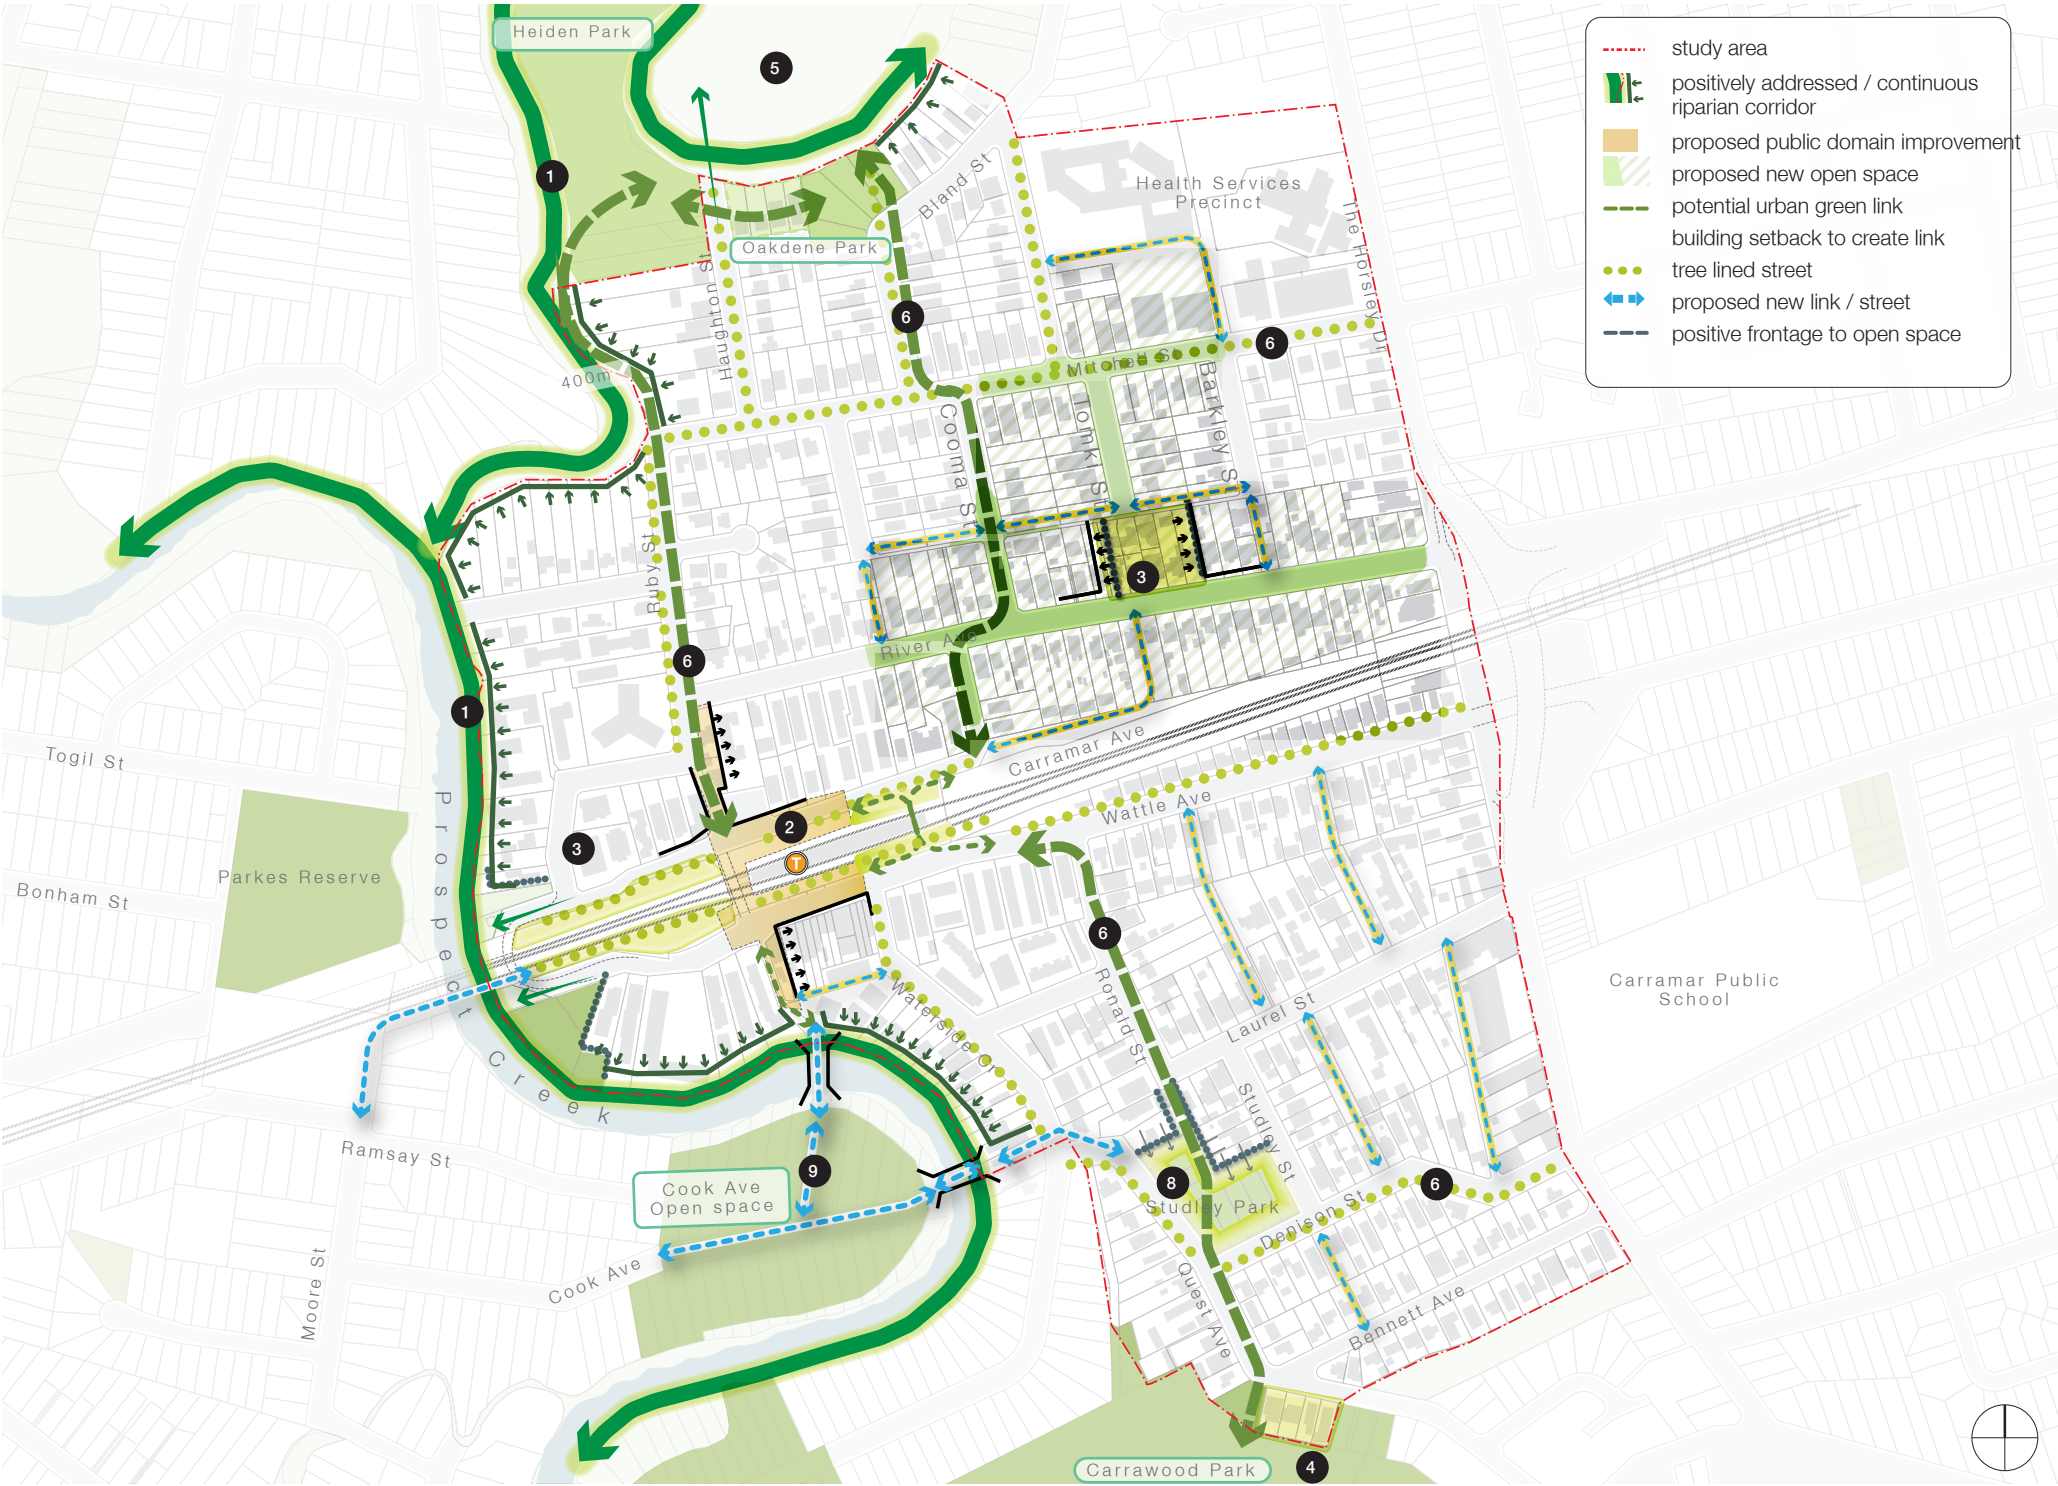 Heiden Park
5
study area
positively addressed / continuous
riparian corridor
proposed public domain improvement
proposed new open space
potential urban green link
building setback to create link
tree lined street
proposed new link / street
positive frontage to open space
1
Bland St
Health Services
Precinct
The Horsley Dr
Oakdene Park
Haughton St
6
6
Mitchell St
400m
Cooma St
Tomki St
Barkley St
Ruby St
3
River Ave
6
1
Togil St
Carramar Ave
Wattle Ave
2
T
3
Parkes Reserve
Bonham St
Prospect Creek
6
Ronald St
Waterside Cr
Laurel St
Carramar Public
School
Studley St
Ramsay St
9
Cook Ave
Open space
8
Studley Park
6
Denison St
Cook Ave
Moore St
Quest Ave
Bennett Ave
Carrawood Park
4